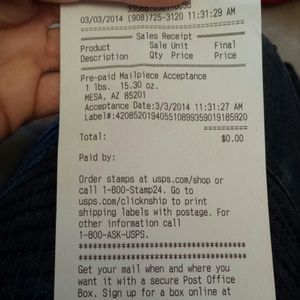 03/03/2014 (908)725-3120 11:31:29 AM
Sales Receipt
Product Sale Unit Final
Description Qty Price Price
Pre-paid Mailpiece Acceptance
1 lbs. 15.30 oz.
MESA, AZ 85201
Acceptance Date:3/3/2014 11:31:27 AM
Label#:420852019405510899359019185920
==========
Total: $0.00
Paid by:
Order stamps at usps.com/shop or
call 1-800-Stamp24. Go to
usps.com/clicknship to print
shipping labels with postage. For
other information call
1-800-ASK-USPS.
Get your mail when and where you
want it with a secure Post Office
Box. Sign up for a box online at